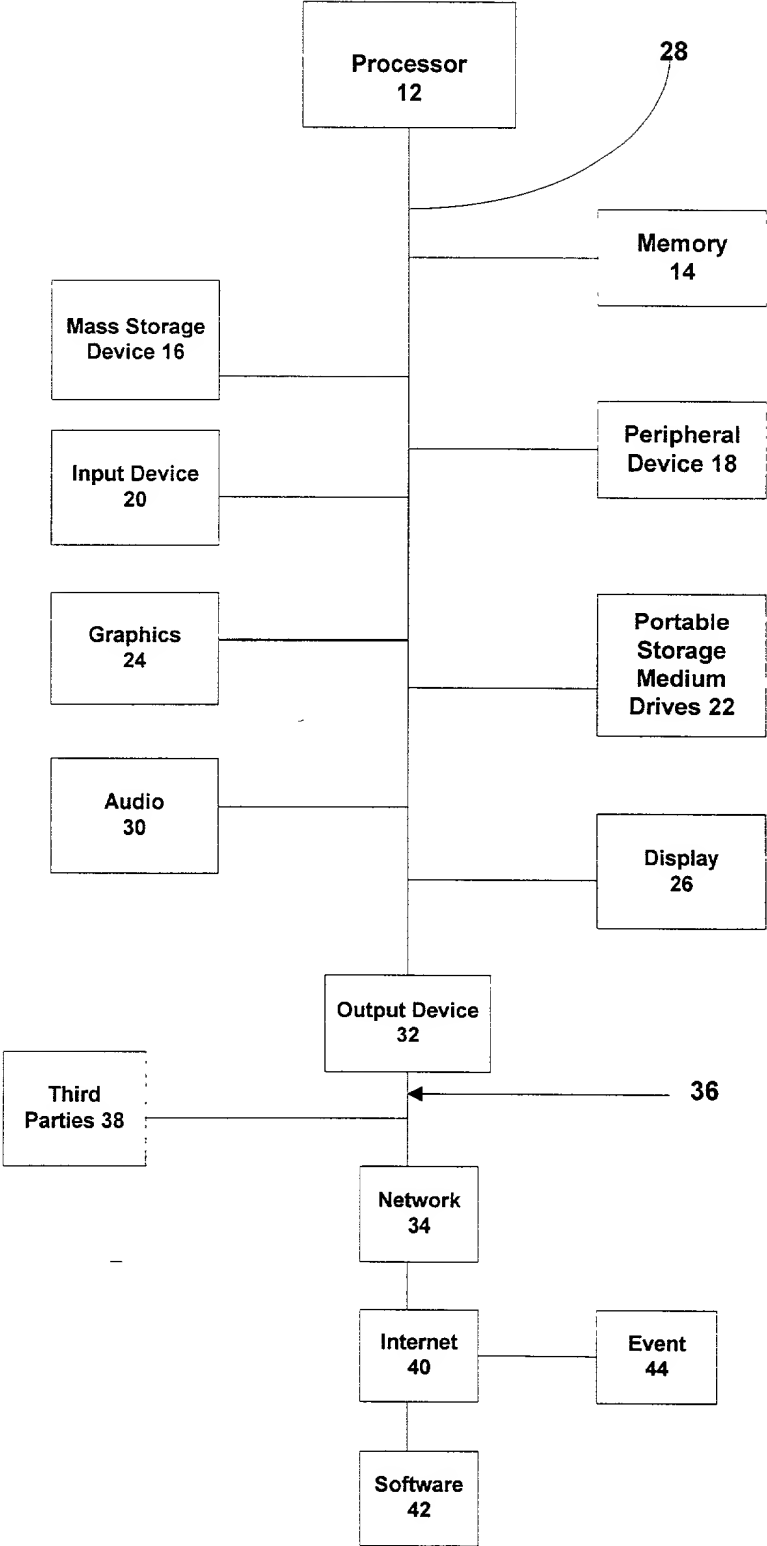 Processor
12
28
Memory
14
Mass Storage
Device 16
Peripheral
Device 18
Input Device
20
Graphics
24
Portable
Storage
Medium
Drives 22
Audio
30
Display
26
Output Device
32
Third
Parties 38
36
Network
34
Internet
40
Event
44
Software
42